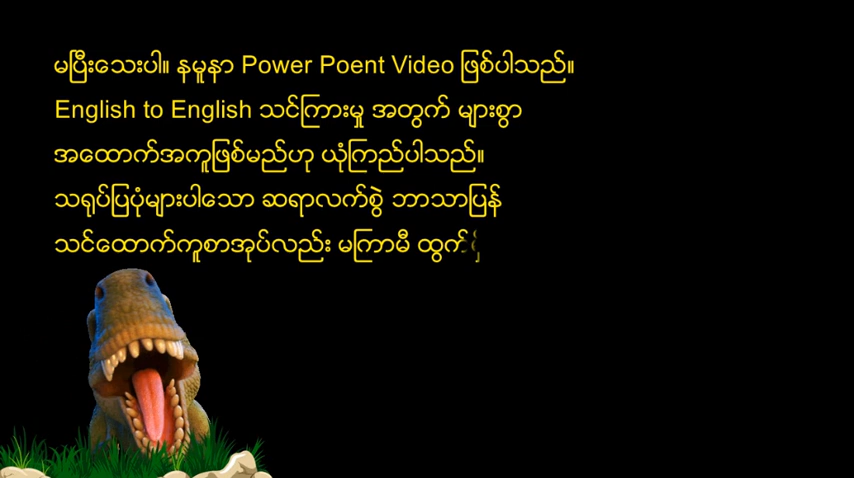 မပြီးသေးပါ။ နမူနာ Power Poent Video ဖြစ်ပါသည်။
English to English သင်ကြားမှု အတွက် များစွာ
အထောက်အကူဖြစ်မည်ဟု ယုံကြည်ပါသည်။
သရုပ်ပြပုံများပါသော ဆရာလက်စွဲ ဘာသာပြန်
သင်ထောက်ကူစာအုပ်လည်း မကြာမီ ထွက်